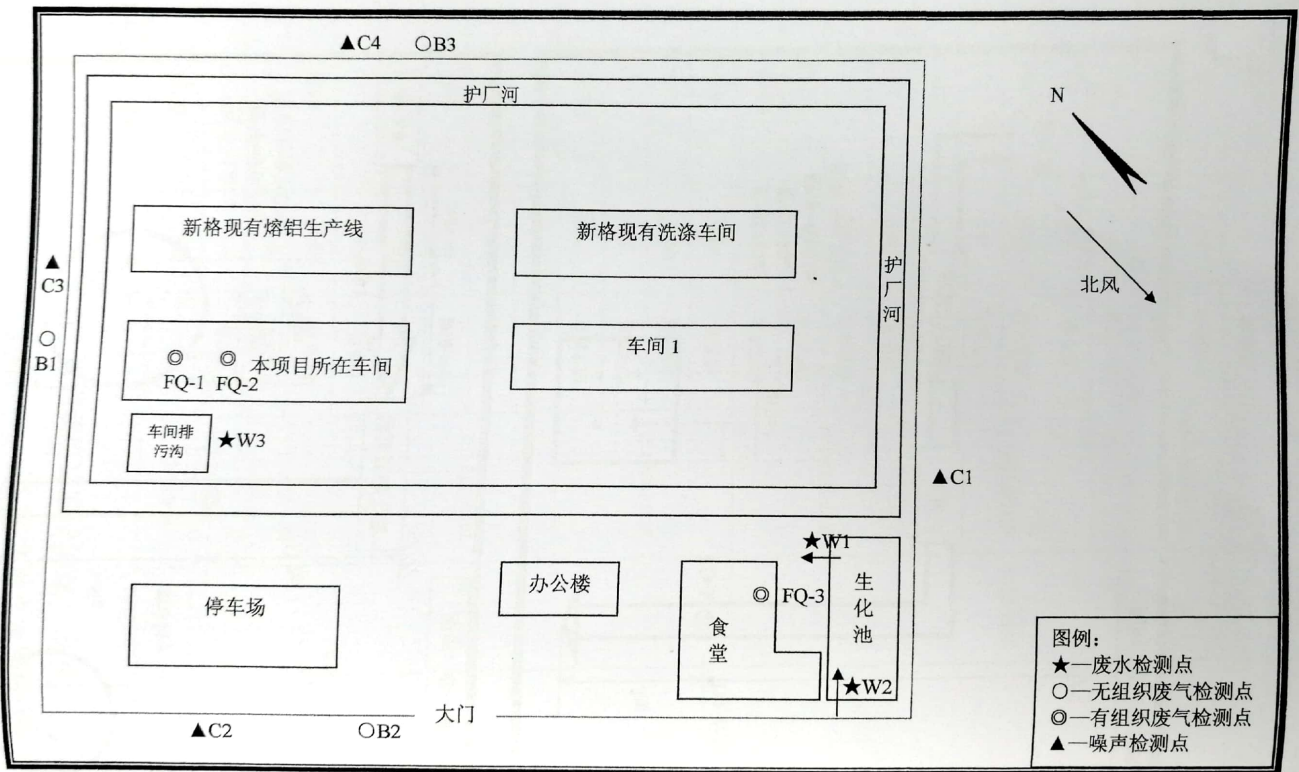 ▲C4 ○B3
护厂河
N
新格现有熔铝生产线
新格现有洗涤车间
北风
▲
C3
护厂河
○
B1
◎ ◎ 本项目所在车间
FQ-1 FQ-2
车间1
车间排
污沟
★W3
▲C1
★W1
办公楼
生化池
◎ FQ-3
停车场
食堂
★W2
大门
▲C2 ○B2
图例：
★—废水检测点
○—无组织废气检测点
◎—有组织废气检测点
▲—噪声检测点